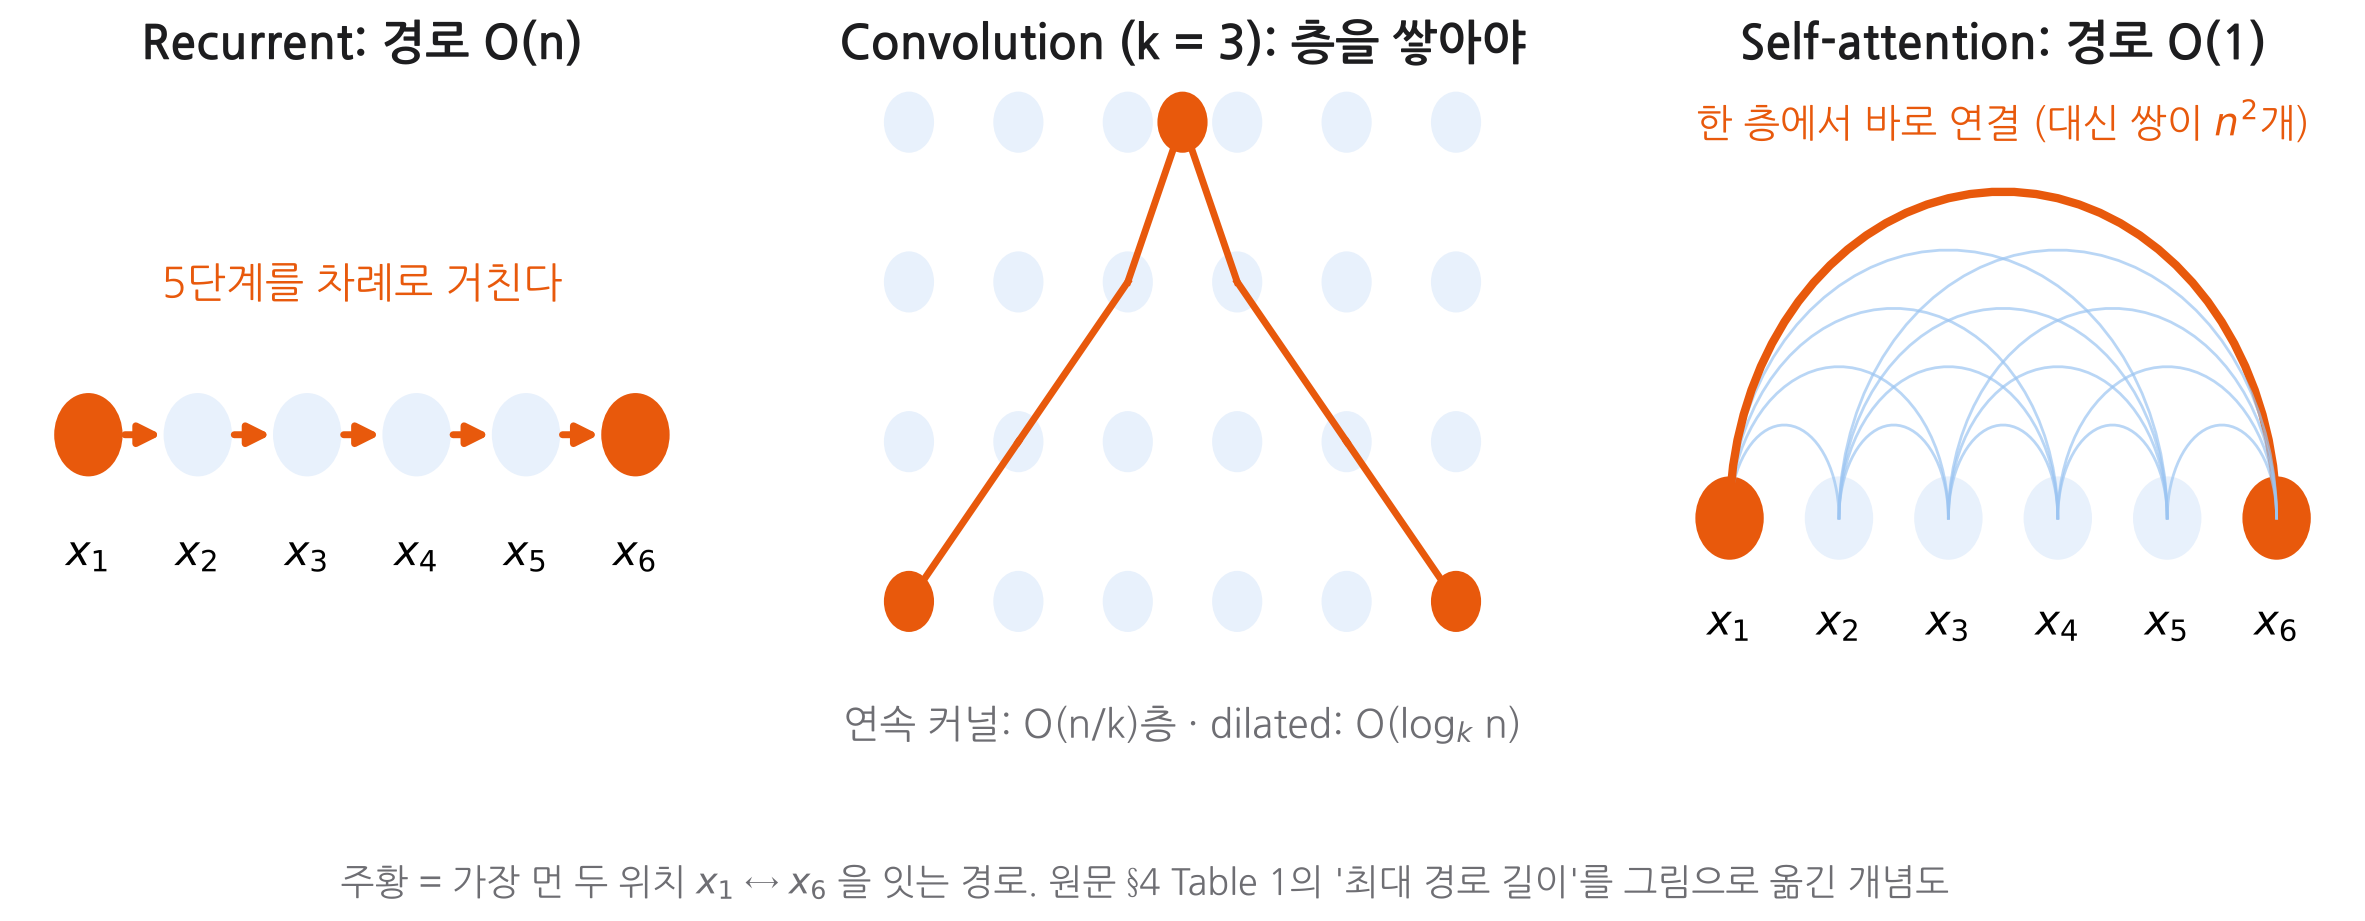 Recurrent: 경로 O(n)
5단계를 차례로 거친다
x₁ x₂ x₃ x₄ x₅ x₆
Convolution (k = 3): 층을 쌓아야
연속 커널: O(n/k)층 · dilated: O(logₖ n)
Self-attention: 경로 O(1)
한 층에서 바로 연결 (대신 쌍이 n²개)
x₁ x₂ x₃ x₄ x₅ x₆
주황 = 가장 먼 두 위치 x₁ ↔ x₆ 을 잇는 경로. 원문 §4 Table 1의 '최대 경로 길이'를 그림으로 옮긴 개념도